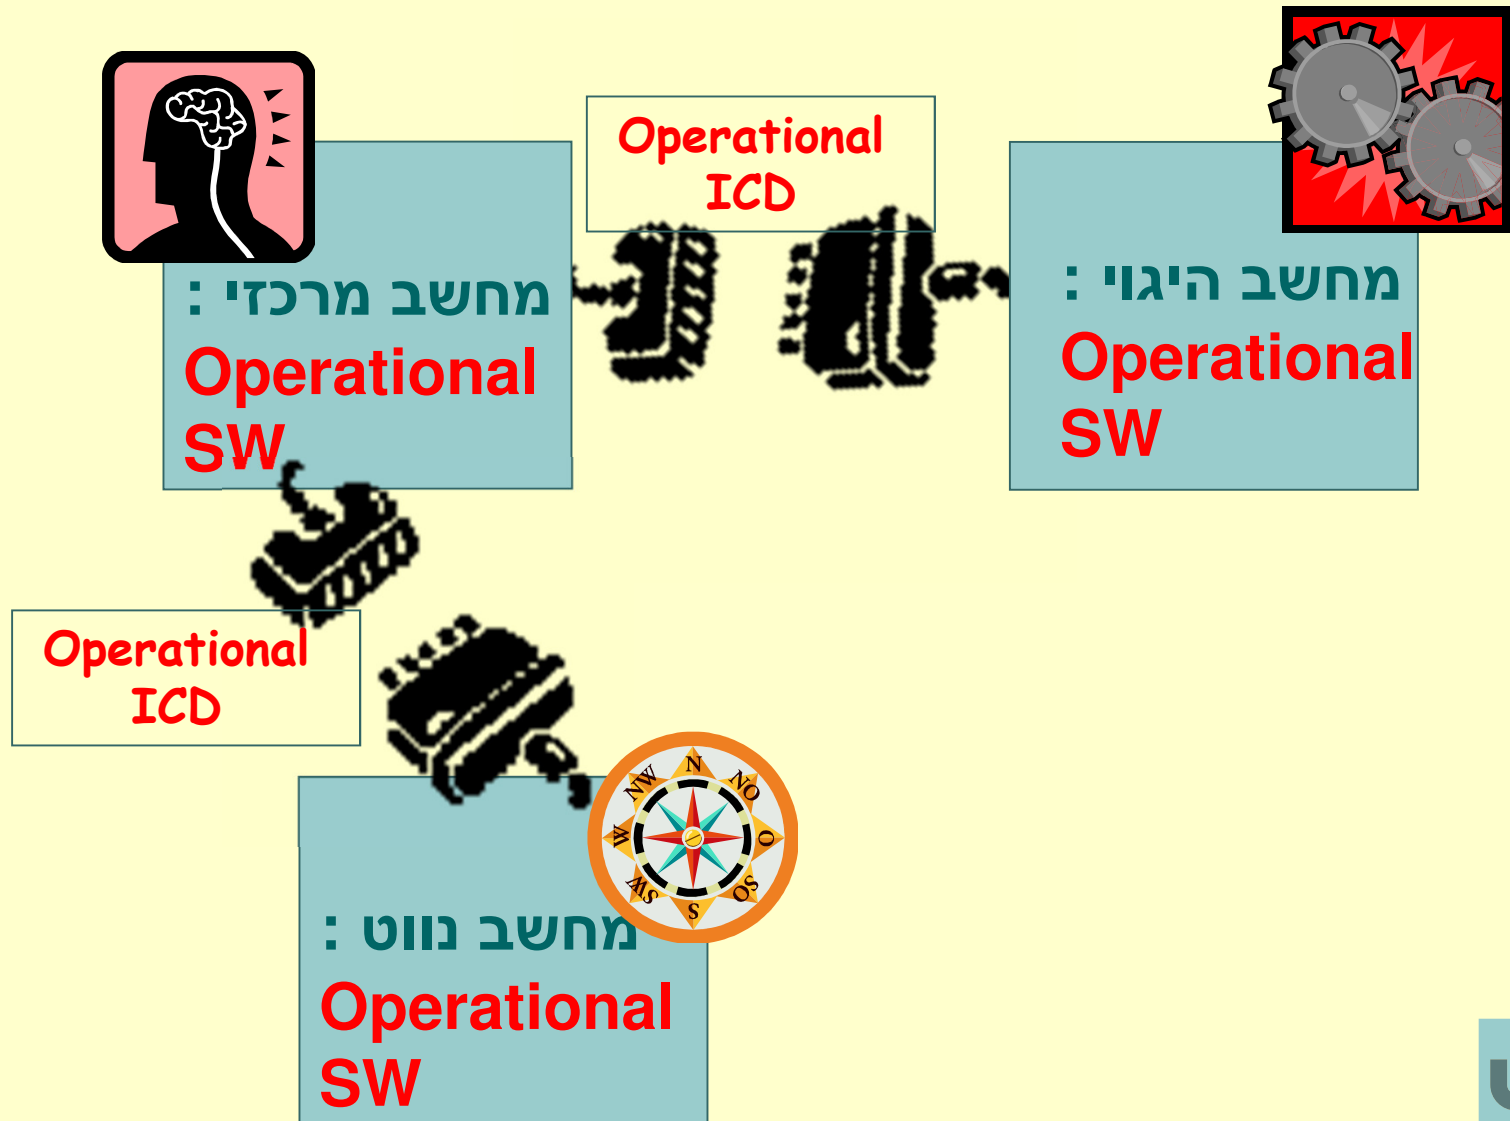 Operational
ICD
מחשב מרכזי :
Operational
SW
מחשב היגוי :
Operational
SW
Operational
ICD
N
NO
O
SO
S
SW
W
NW
מחשב נווט :
Operational
SW